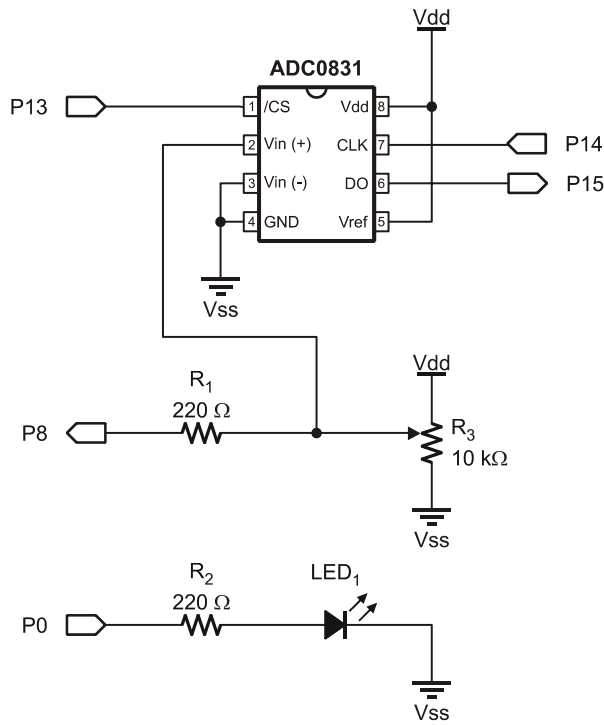 Vdd
ADC0831
P13
1 /CS Vdd 8
2 Vin (+) CLK 7
P14
3 Vin (-) DO 6
P15
4 GND Vref 5
Vss
R1
220 Ω
P8
Vdd
R3
10 kΩ
Vss
R2
220 Ω
LED1
P0
Vss